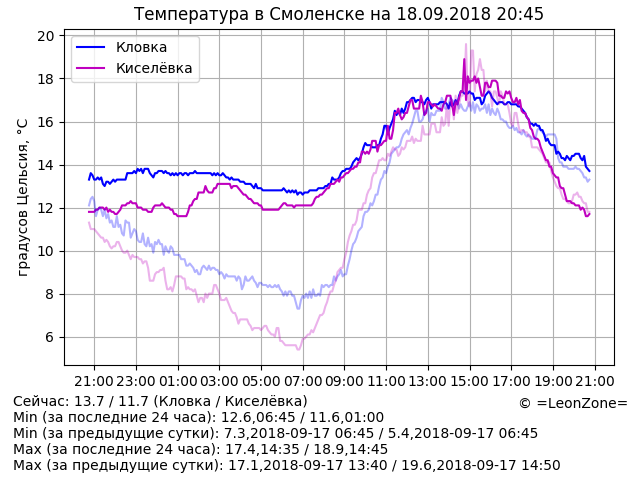 Температура в Смоленске на 18.09.2018 20:45
Кловка
Киселёвка
градусов Цельсия, °C
20
18
16
14
12
10
8
6
21:00 23:00 01:00 03:00 05:00 07:00 09:00 11:00 13:00 15:00 17:00 19:00 21:00
Сейчас: 13.7 / 11.7 (Кловка / Киселёвка)
© =LeonZone=
Min (за последние 24 часа): 12.6,06:45 / 11.6,01:00
Min (за предыдущие сутки): 7.3,2018-09-17 06:45 / 5.4,2018-09-17 06:45
Max (за последние 24 часа): 17.4,14:35 / 18.9,14:45
Max (за предыдущие сутки): 17.1,2018-09-17 13:40 / 19.6,2018-09-17 14:50